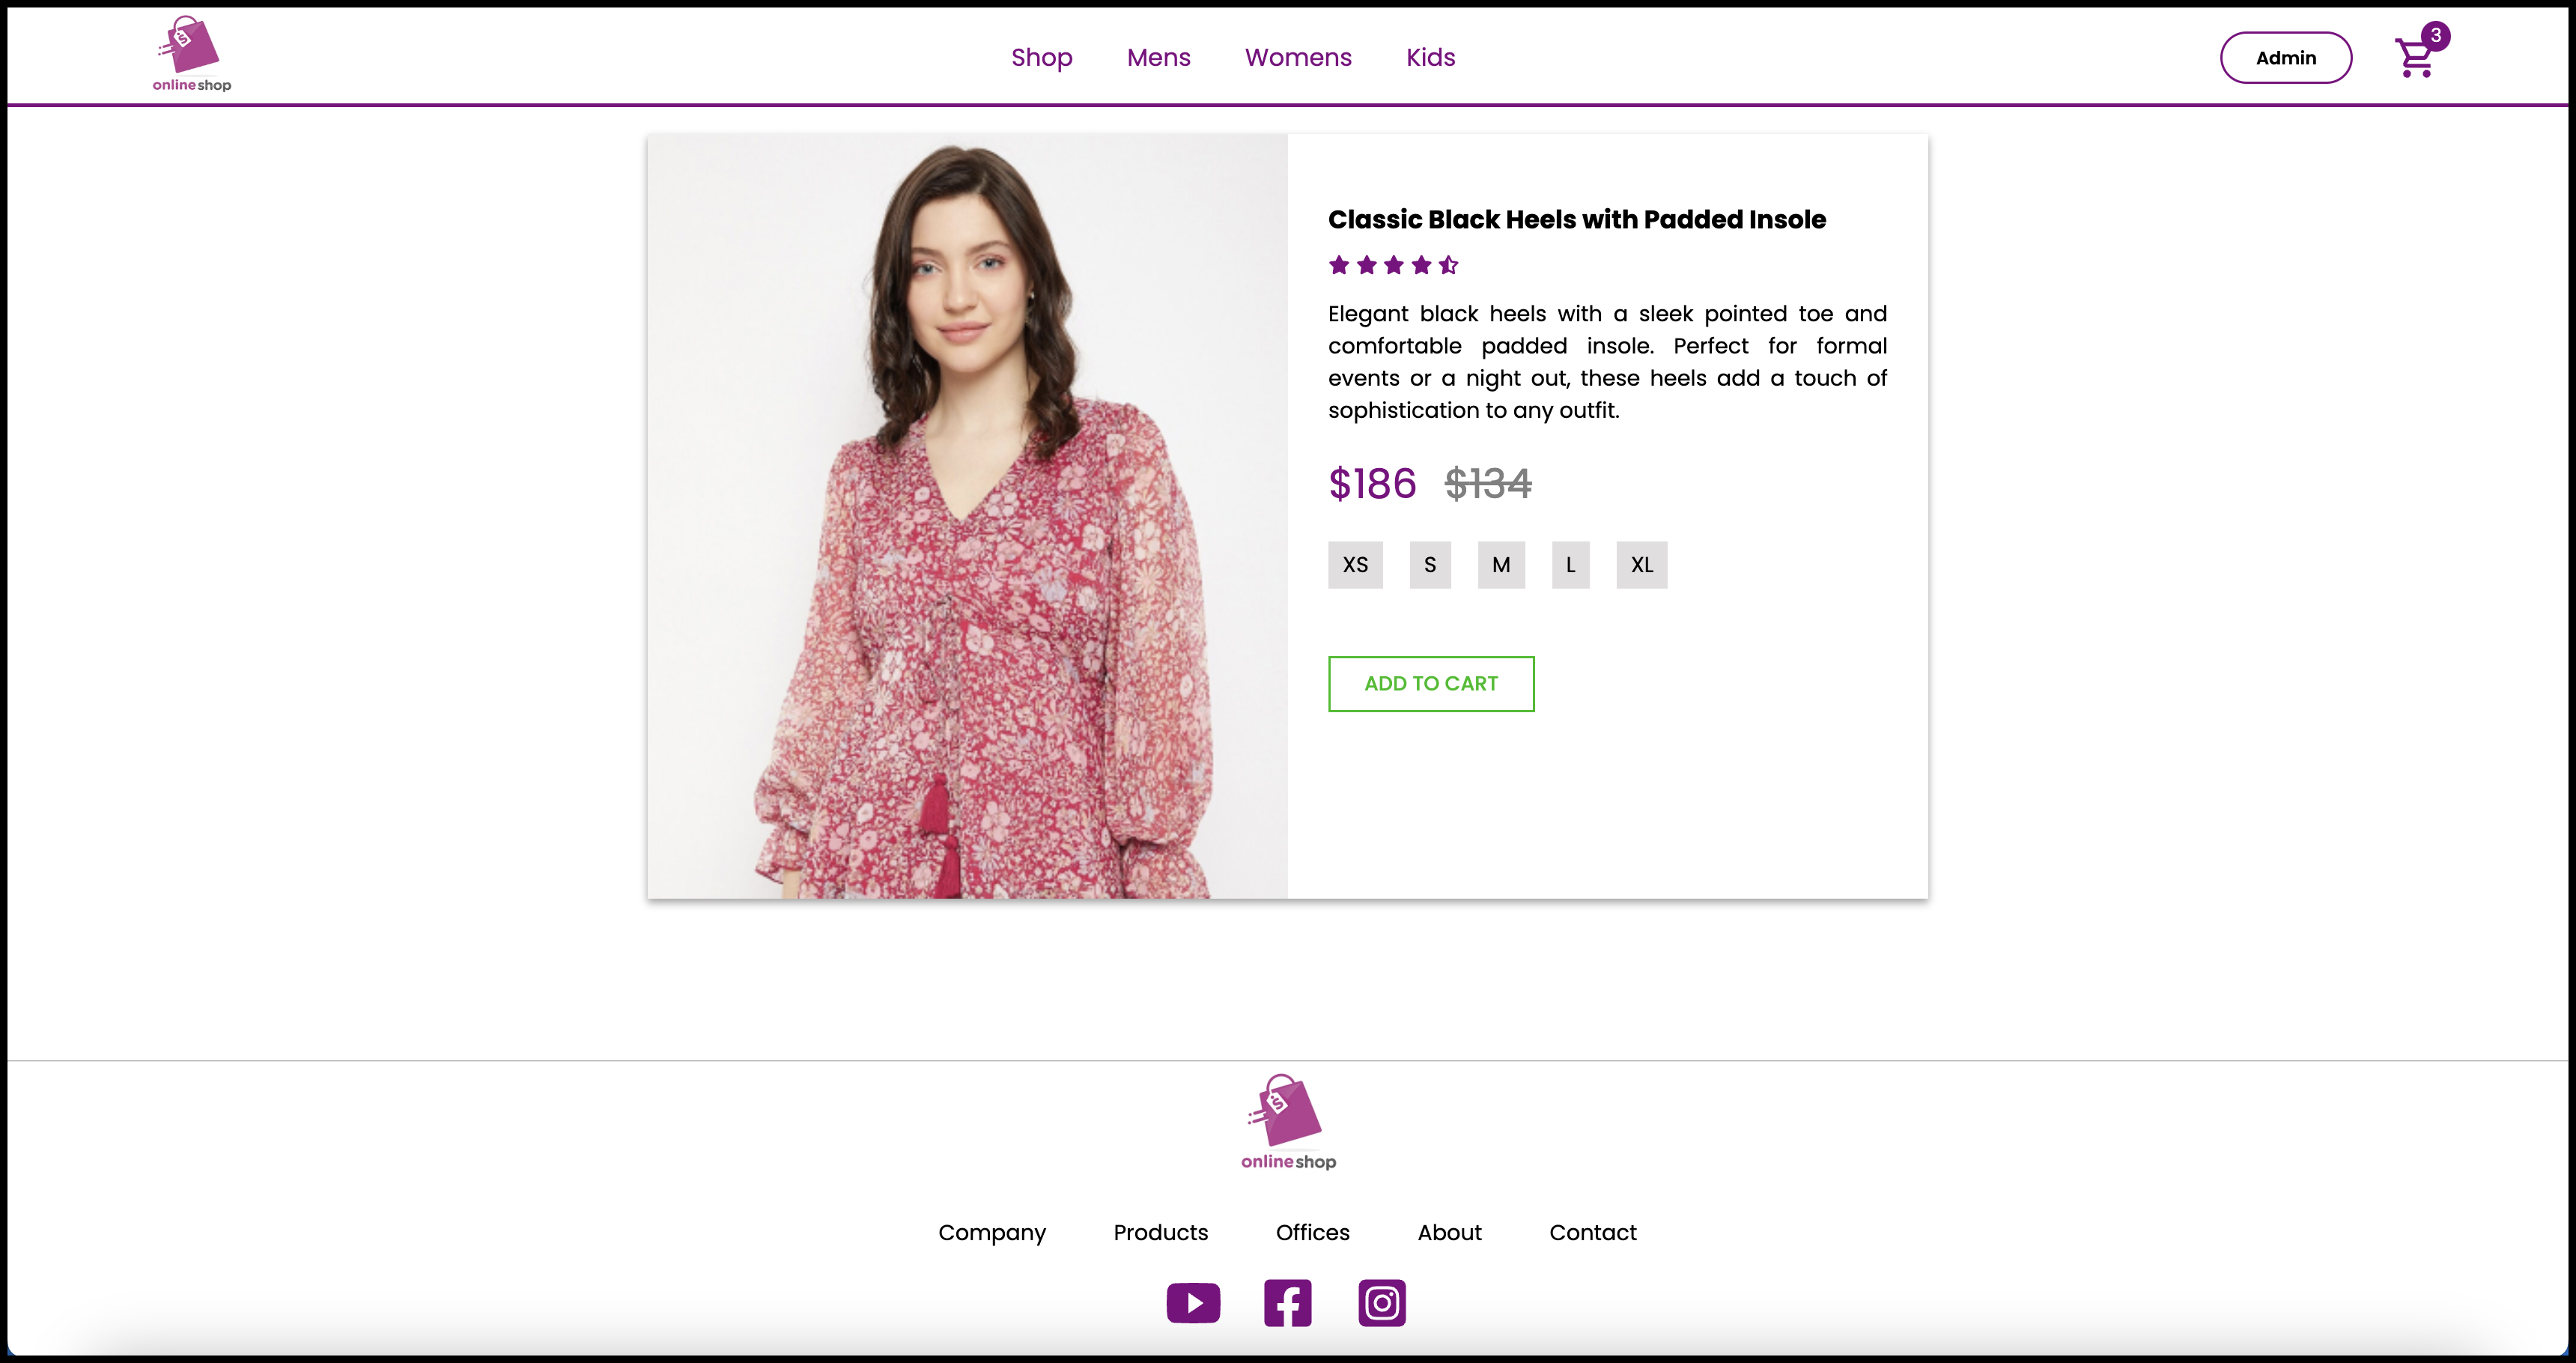 onlineshop
Shop Mens Womens Kids
Admin
3
Classic Black Heels with Padded Insole
Elegant black heels with a sleek pointed toe and
comfortable padded insole. Perfect for formal
events or a night out, these heels add a touch of
sophistication to any outfit.
$186 $134
XS S M L XL
ADD TO CART
onlineshop
Company Products Offices About Contact